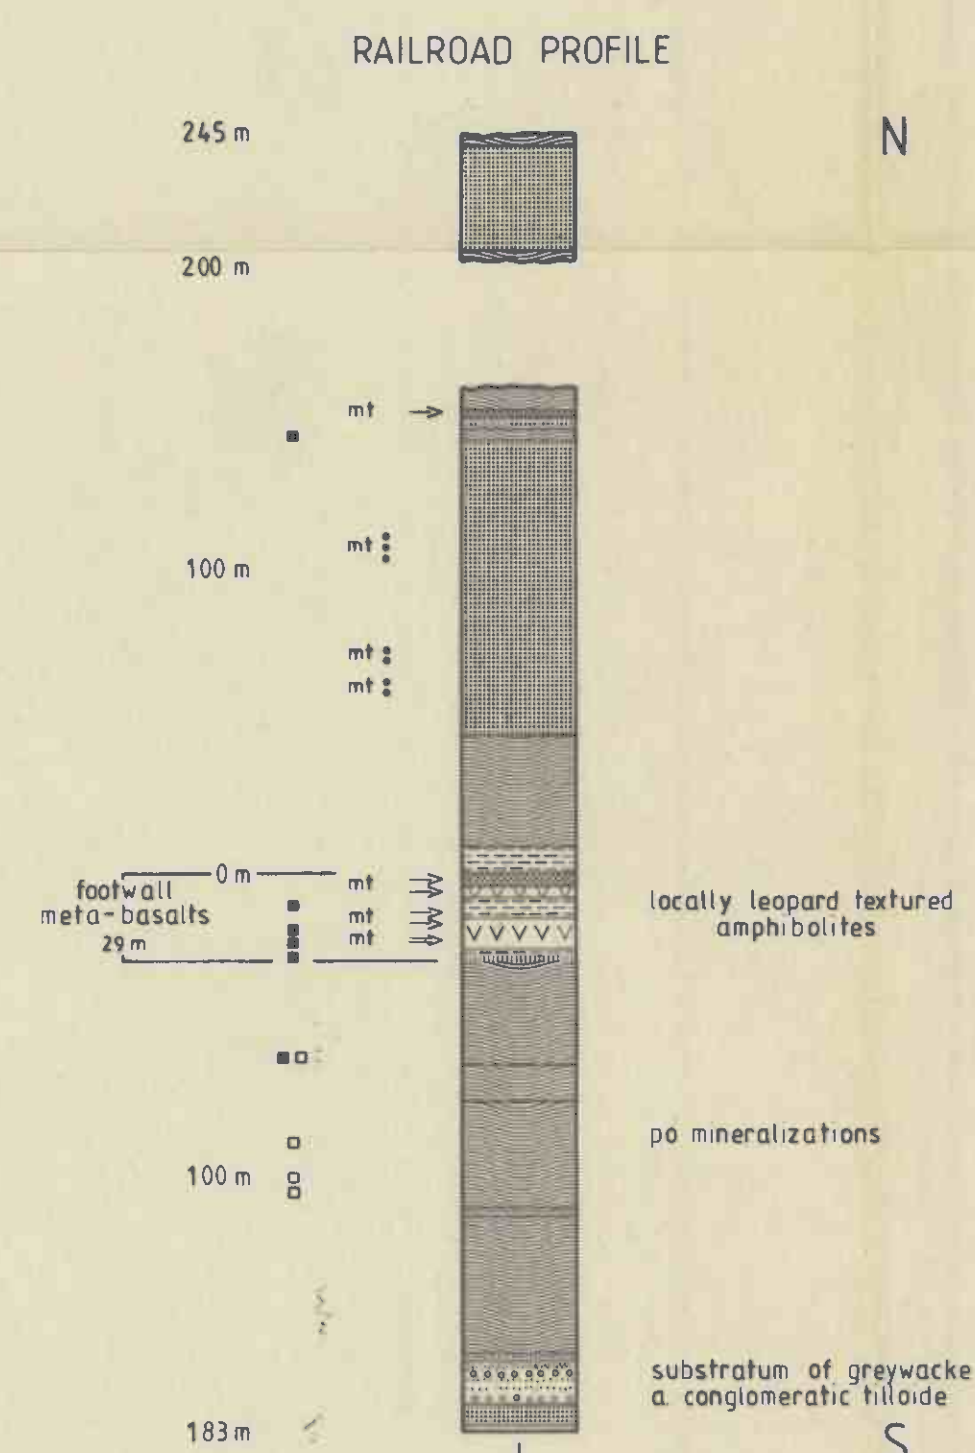 RAILROAD PROFILE
245 m
N
200 m
mt
mt
100 m
mt
mt
0 m
mt
footwall
meta-basalts
29 m
mt
mt
locally leopard textured
amphibolites
po mineralizations
100 m
substratum of greywacke
a. conglomeratic tilloide
183 m
S